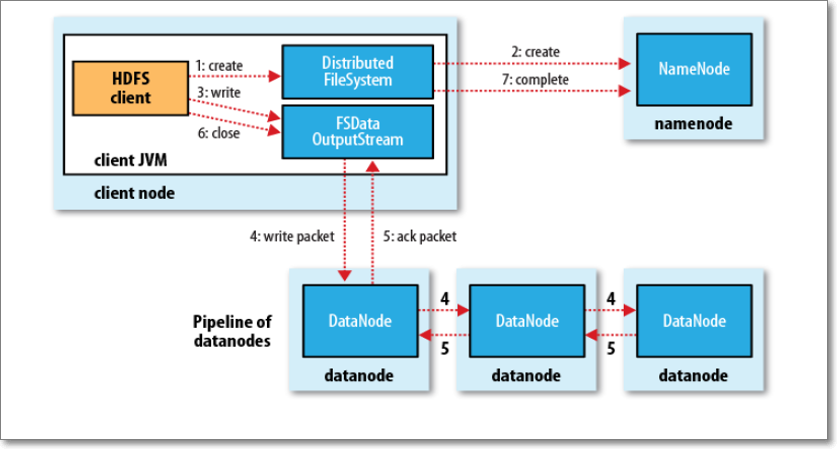 HDFS
client
1: create
3: write
6: close
Distributed
FileSystem
FSData
OutputStream
client JVM
client node
2: create
7: complete
NameNode
namenode
4: write packet
5: ack packet
Pipeline of
datanodes
DataNode
datanode
4
5
DataNode
datanode
4
5
DataNode
datanode